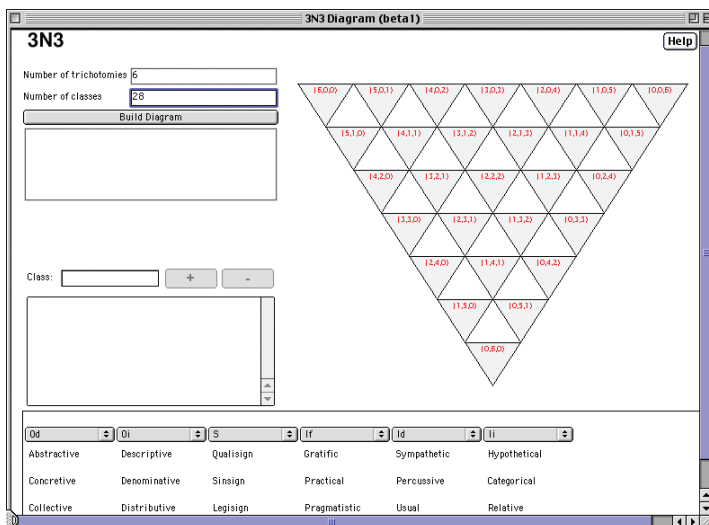 3N3 Diagram (beta1)
3N3
Help
Number of trichotomies 6
Number of classes 28
Build Diagram
(6,0,0) (5,0,1) (4,0,2) (3,0,3) (2,0,4) (1,0,5) (0,0,6)
(5,1,0) (4,1,1) (3,1,2) (2,1,3) (1,1,4) (0,1,5)
(4,2,0) (3,2,1) (2,2,2) (1,2,3) (0,2,4)
(3,3,0) (2,3,1) (1,3,2) (0,3,3)
(2,4,0) (1,4,1) (0,4,2)
(1,5,0) (0,5,1)
(0,6,0)
Class: + -
Od Oi S If Id Ii
Abstractive Descriptive Qualisign Gratific Sympathetic Hypothetical
Concretive Denominative Sinsign Practical Percussive Categorical
Collective Distributive Legisign Pragmatistic Usual Relative